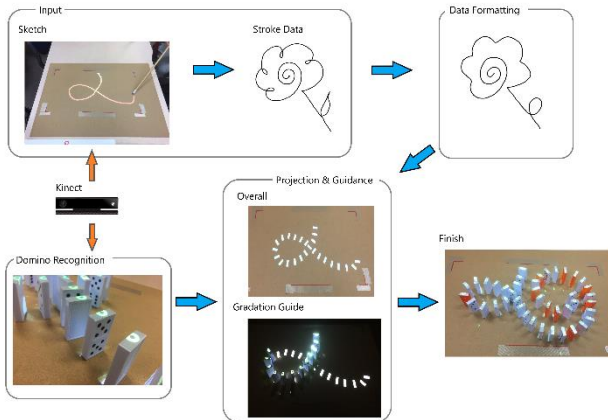 Input
Data Formatting
Sketch
Stroke Data
Kinect
Projection & Guidance
Overall
Domino Recognition
Finish
Gradation Guide